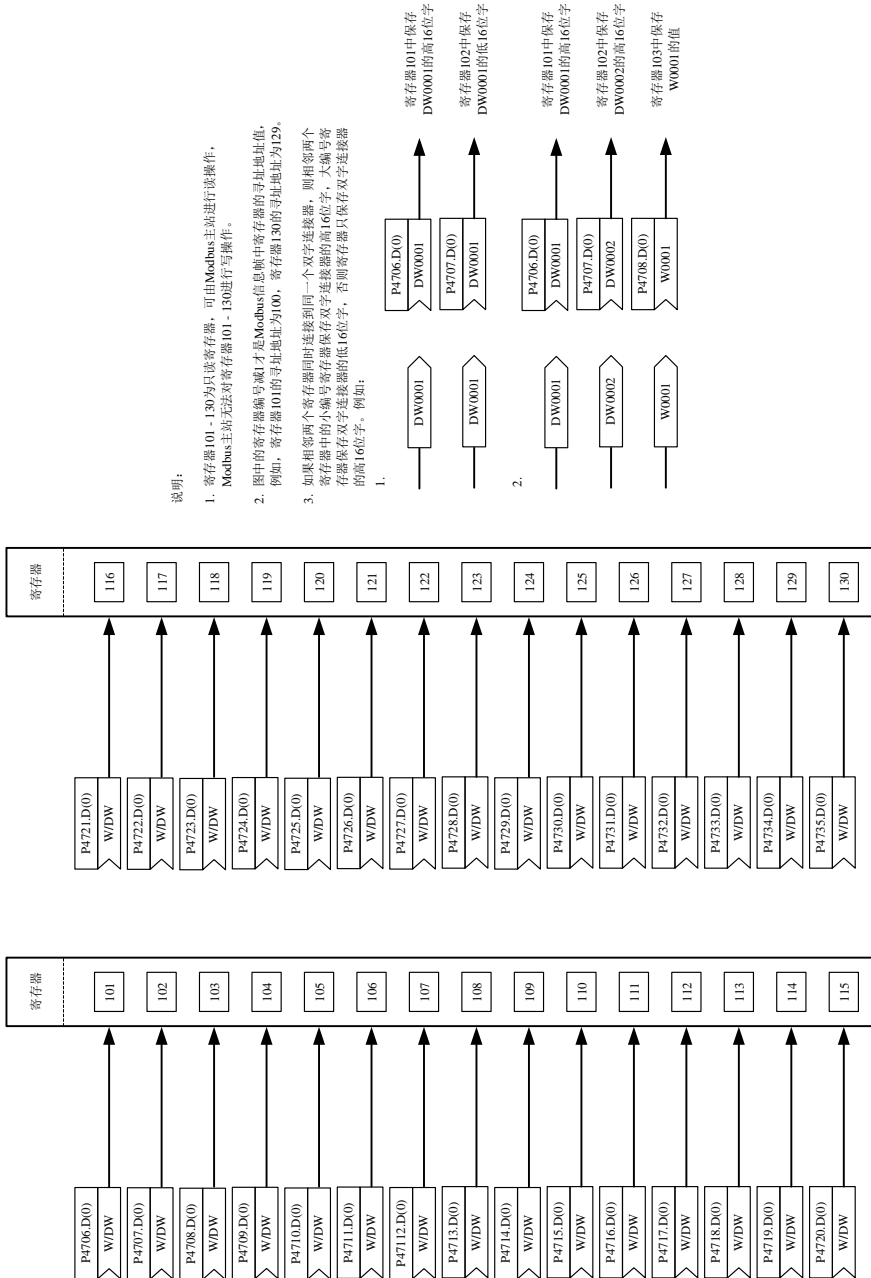 P4706.D(0)
W/DW
P4707.D(0)
W/DW
P4708.D(0)
W/DW
P4709.D(0)
W/DW
P4710.D(0)
W/DW
P4711.D(0)
W/DW
P47112.D(0)
W/DW
P4713.D(0)
W/DW
P4714.D(0)
W/DW
P4715.D(0)
W/DW
P4716.D(0)
W/DW
P4717.D(0)
W/DW
P4718.D(0)
W/DW
P4719.D(0)
W/DW
P4720.D(0)
W/DW
寄存器
101
102
103
104
105
106
107
108
109
110
111
112
113
114
115
P4721.D(0)
W/DW
P4722.D(0)
W/DW
P4723.D(0)
W/DW
P4724.D(0)
W/DW
P4725.D(0)
W/DW
P4726.D(0)
W/DW
P4727.D(0)
W/DW
P4728.D(0)
W/DW
P4729.D(0)
W/DW
P4730.D(0)
W/DW
P4731.D(0)
W/DW
P4732.D(0)
W/DW
P4733.D(0)
W/DW
P4734.D(0)
W/DW
P4735.D(0)
W/DW
寄存器
116
117
118
119
120
121
122
123
124
125
126
127
128
129
130
说明：
1. 寄存器101 - 130为只读寄存器，可由Modbus主站进行读操作，
Modbus主站无法对寄存器101 - 130进行写操作。
2. 图中的寄存器编号减1才是Modbus信息帧中寄存器的寻址地址值，
例如，寄存器101的寻址地址为100，寄存器130的寻址地址为129。
3. 如果相邻两个寄存器同时连接到同一个双字连接器，则相邻两个
寄存器中的小编号寄存器保存双字连接器的高16位字，大编号寄
存器保存双字连接器的低16位字，否则寄存器只保存双字连接器
的高16位字。例如：
1.
DW0001
P4706.D(0)
DW0001
寄存器101中保存
DW0001的高16位字
DW0001
P4707.D(0)
DW0001
寄存器102中保存
DW0001的低16位字
2.
DW0001
P4706.D(0)
DW0001
寄存器101中保存
DW0001的高16位字
DW0002
P4707.D(0)
DW0002
寄存器102中保存
DW0002的高16位字
W0001
P4708.D(0)
W0001
寄存器103中保存
W0001的值